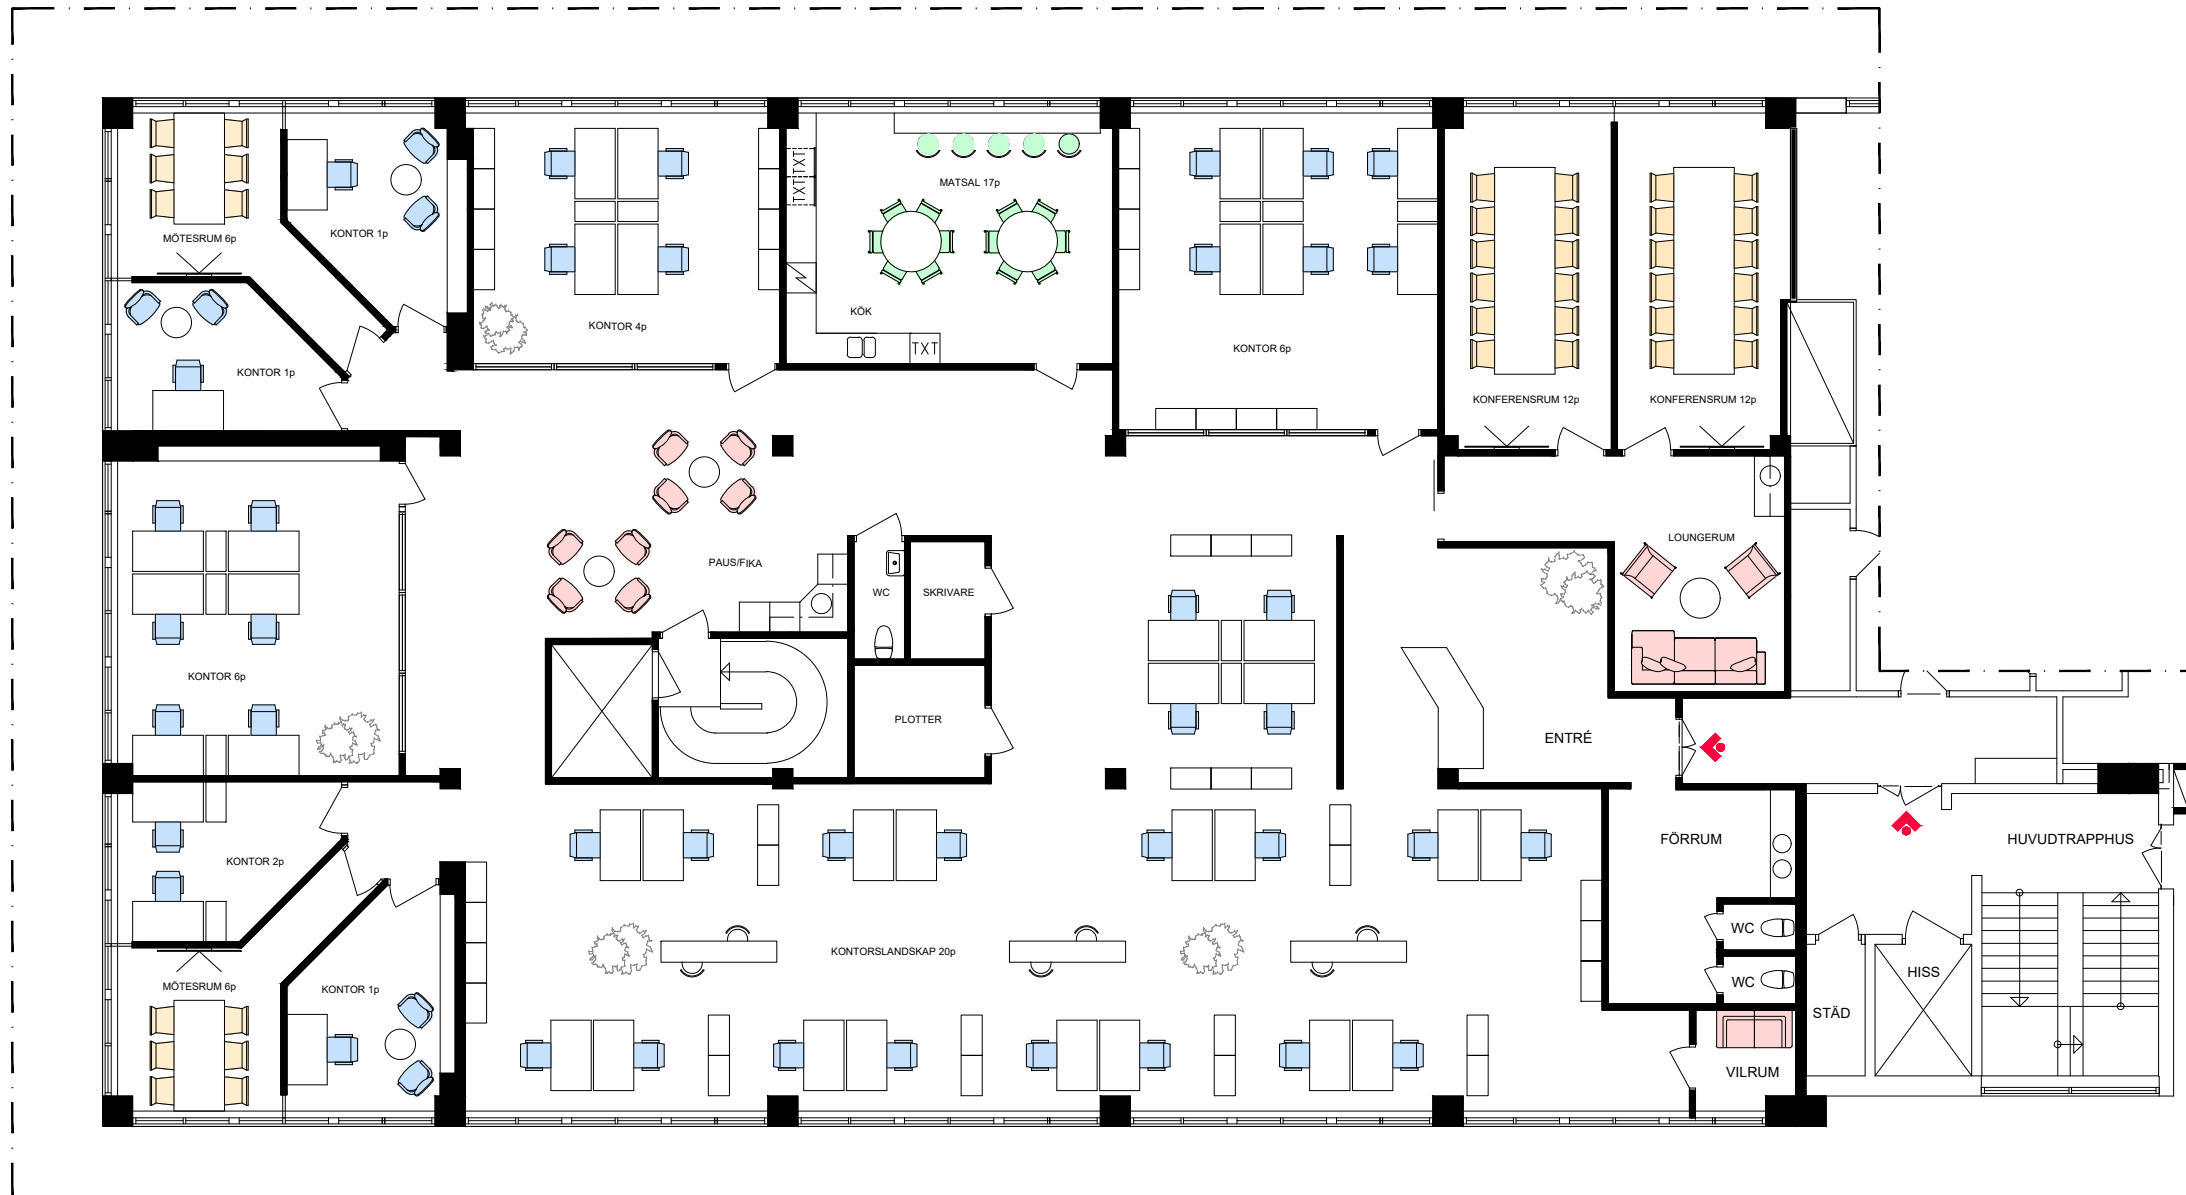 TXT
TXT
MATSAL 17p
MÖTESRUM 6p
KONTOR 1p
KONTOR 4p
KÖK
TXT
KONTOR 6p
KONTOR 1p
KONFERENSRUM 12p
KONFERENSRUM 12p
LOUNGERUM
PAUS/FIKA
WC
SKRIVARE
KONTOR 6p
PLOTTER
ENTRÉ
KONTOR 2p
FÖRRUM
HUVUDTRAPPHUS
WC
KONTORSLANDSKAP 20p
HISS
MÖTESRUM 6p
KONTOR 1p
WC
STÄD
VILRUM